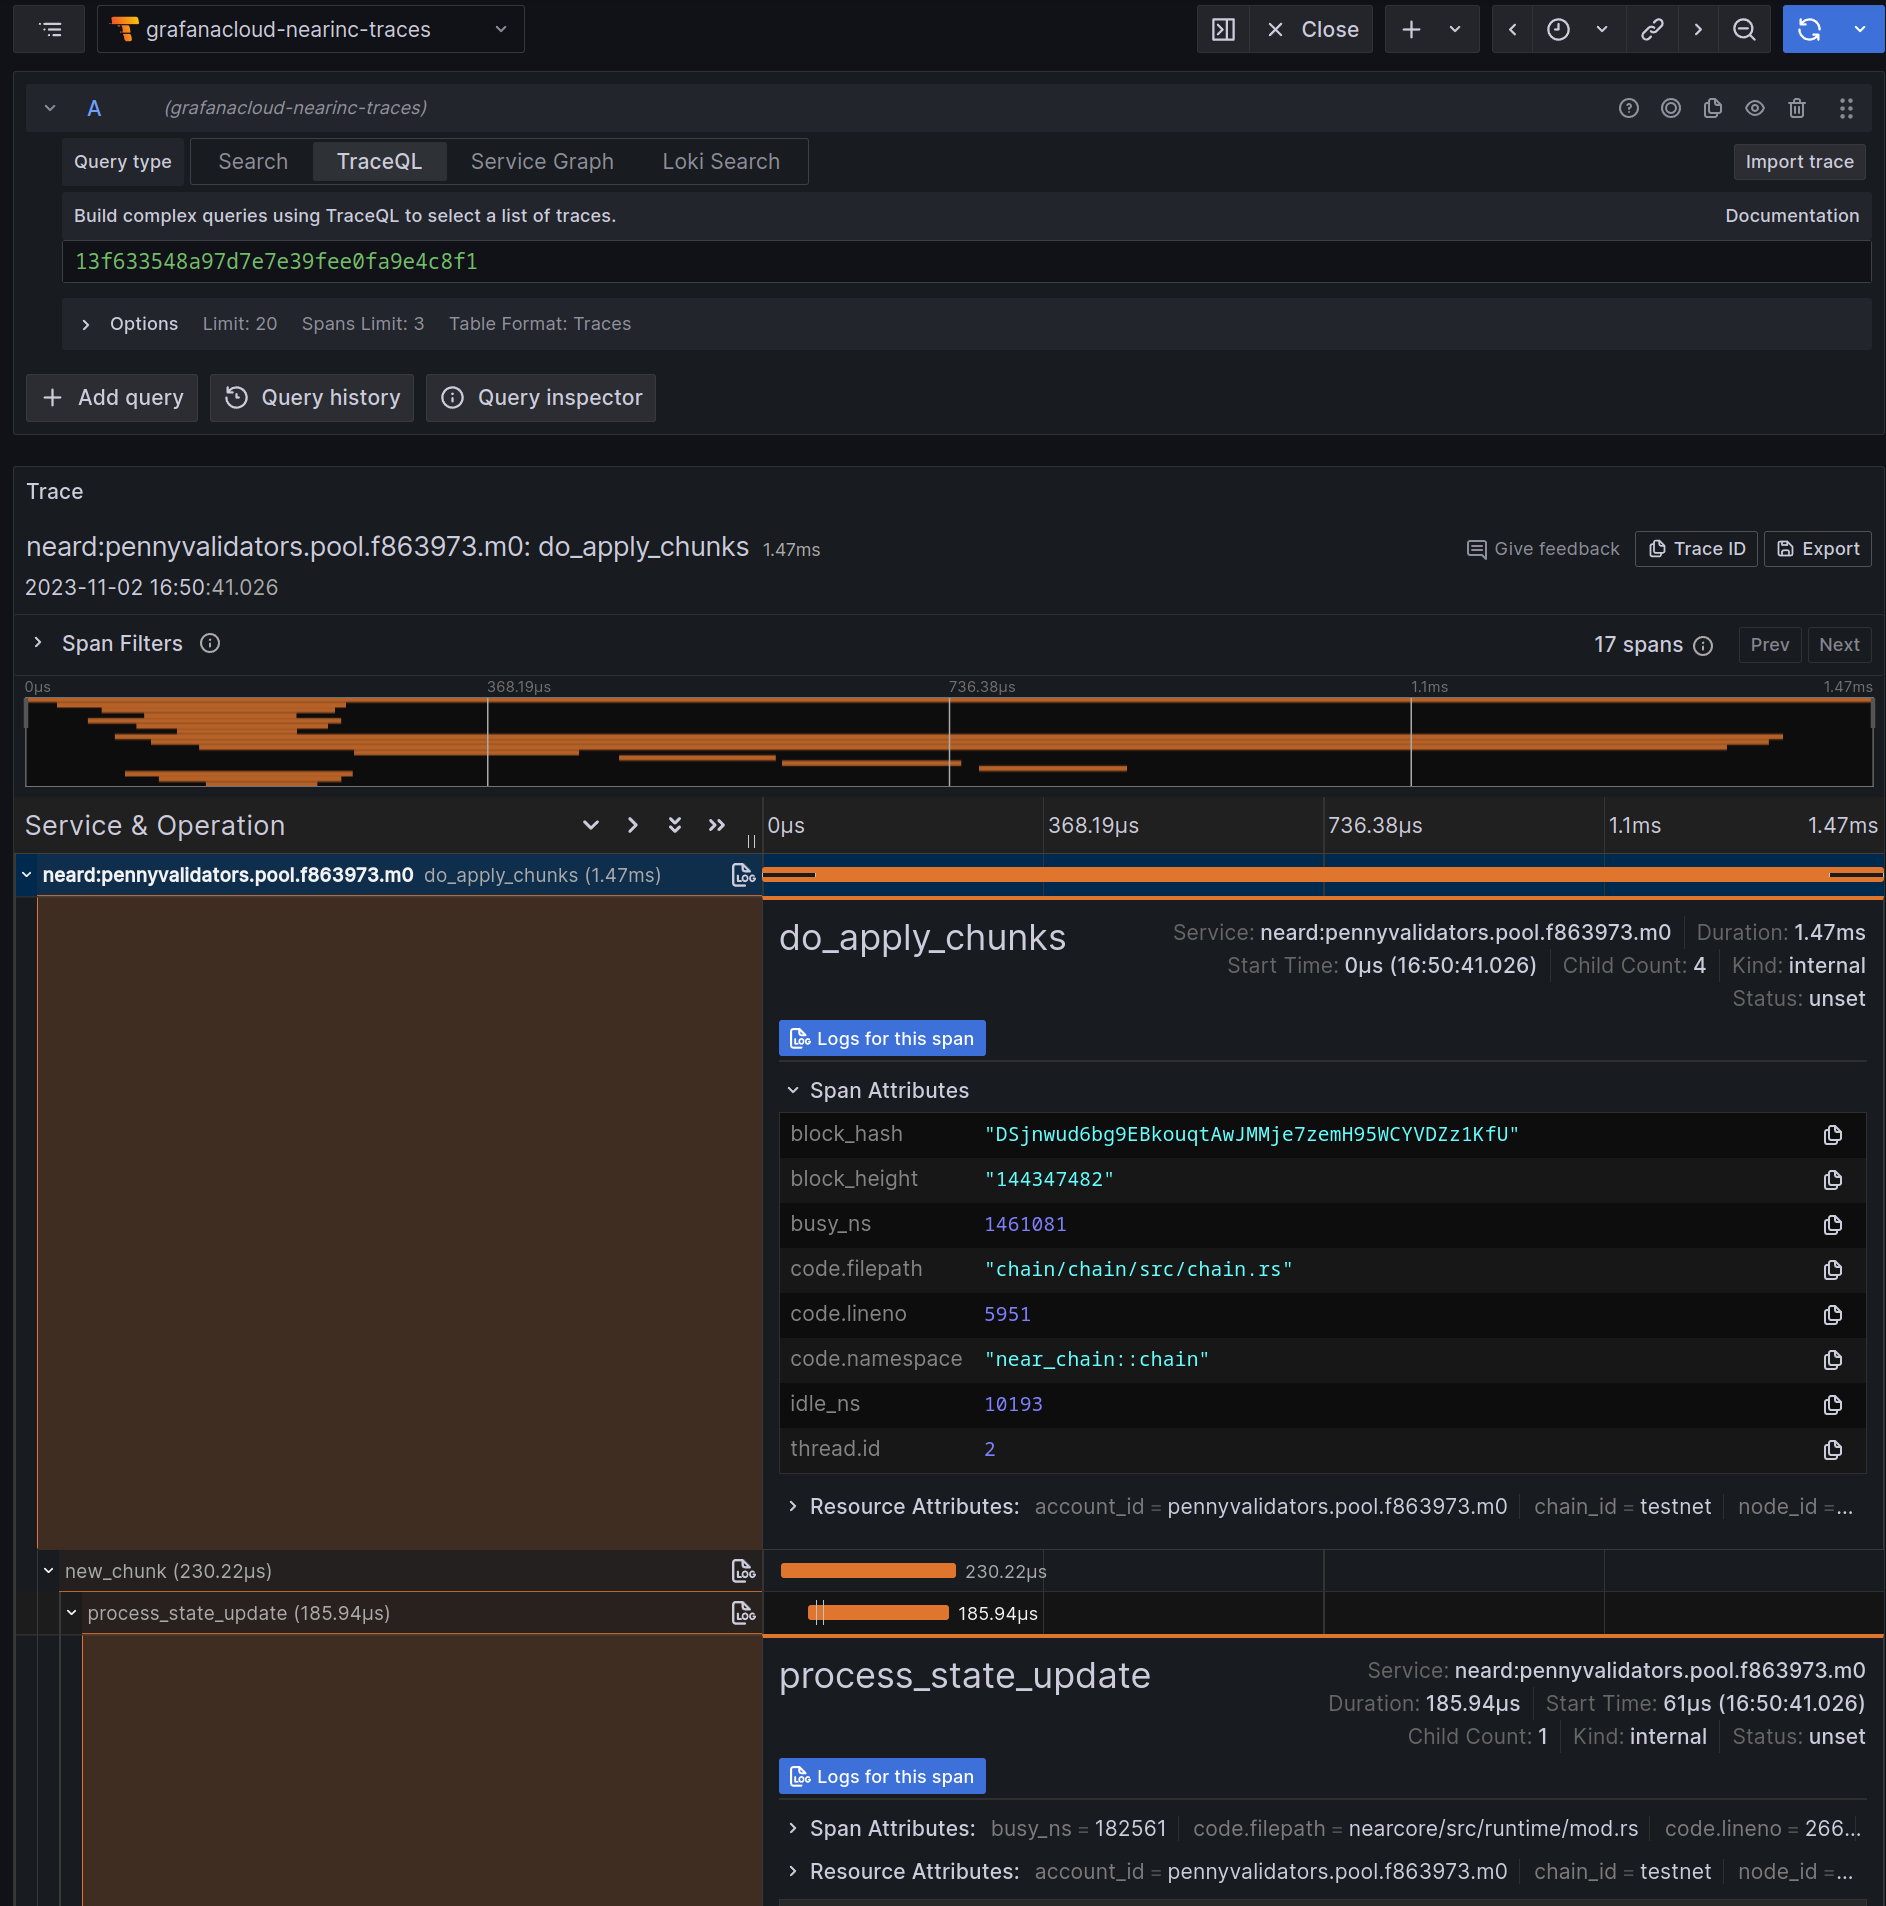 grafanacloud-nearinc-traces
Close
A (grafanacloud-nearinc-traces)
Query type Search TraceQL Service Graph Loki Search Import trace
Build complex queries using TraceQL to select a list of traces. Documentation
13f633548a97d7e7e39fee0fa9e4c8f1
Options Limit: 20 Spans Limit: 3 Table Format: Traces
Add query Query history Query inspector
Trace
neard:pennyvalidators.pool.f863973.m0: do_apply_chunks 1.47ms
Give feedback Trace ID Export
2023-11-02 16:50:41.026
Span Filters 17 spans Prev Next
0µs 368.19µs 736.38µs 1.1ms 1.47ms
Service & Operation 0µs 368.19µs 736.38µs 1.1ms 1.47ms
neard:pennyvalidators.pool.f863973.m0 do_apply_chunks (1.47ms) LOG
do_apply_chunks Service: neard:pennyvalidators.pool.f863973.m0 Duration: 1.47ms
Start Time: 0µs (16:50:41.026) Child Count: 4 Kind: internal
Status: unset
LOG Logs for this span
Span Attributes
block_hash "DSjnwud6bg9EBkouqtAwJMMje7zemH95WCYVDZz1KfU"
block_height "144347482"
busy_ns 1461081
code.filepath "chain/chain/src/chain.rs"
code.lineno 5951
code.namespace "near_chain::chain"
idle_ns 10193
thread.id 2
Resource Attributes: account_id = pennyvalidators.pool.f863973.m0 chain_id = testnet node_id =...
new_chunk (230.22µs) LOG 230.22µs
process_state_update (185.94µs) LOG 185.94µs
process_state_update Service: neard:pennyvalidators.pool.f863973.m0
Duration: 185.94µs Start Time: 61µs (16:50:41.026)
Child Count: 1 Kind: internal Status: unset
LOG Logs for this span
Span Attributes: busy_ns = 182561 code.filepath = nearcore/src/runtime/mod.rs code.lineno = 266...
Resource Attributes: account_id = pennyvalidators.pool.f863973.m0 chain_id = testnet node_id =...